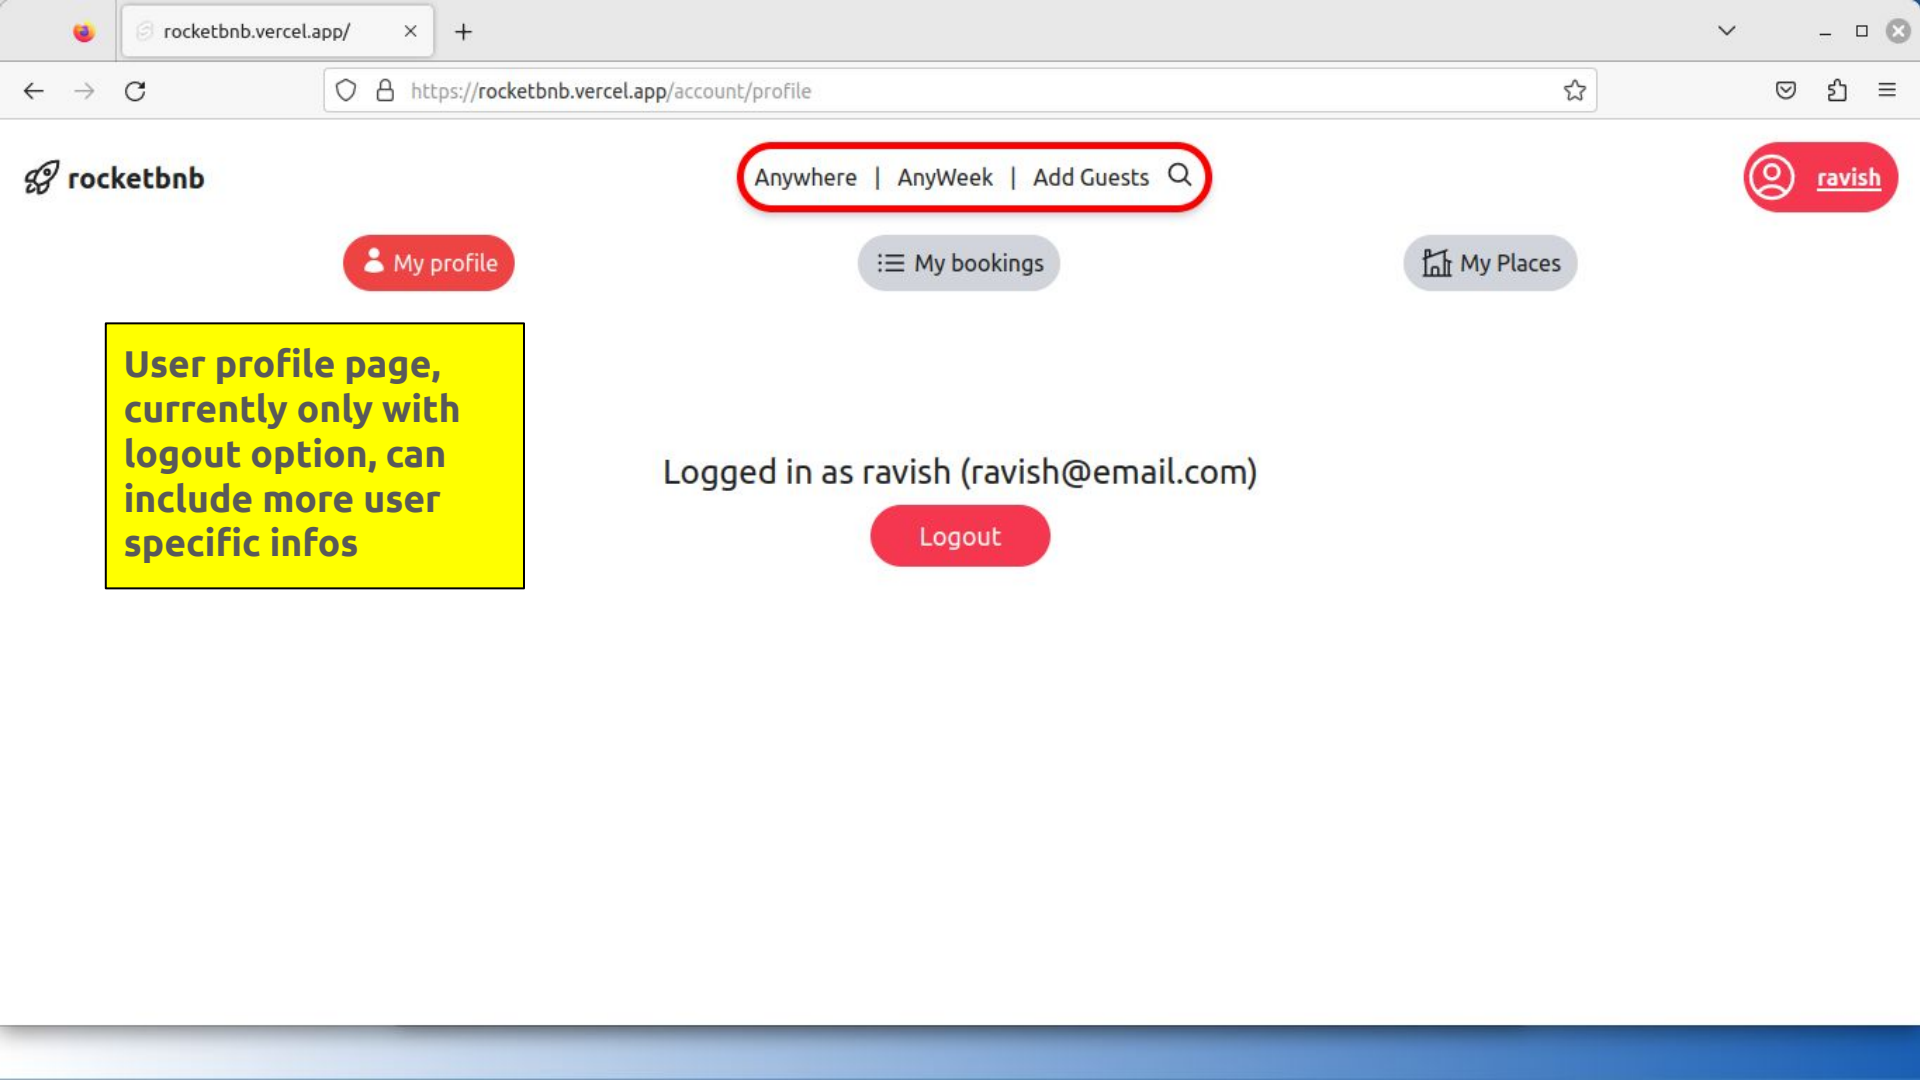 rocketbnb.vercel.app/
https://rocketbnb.vercel.app/account/profile
rocketbnb
Anywhere | AnyWeek | Add Guests
ravish
My profile
My bookings
My Places
User profile page,
currently only with
logout option, can
include more user
specific infos
Logged in as ravish (ravish@email.com)
Logout